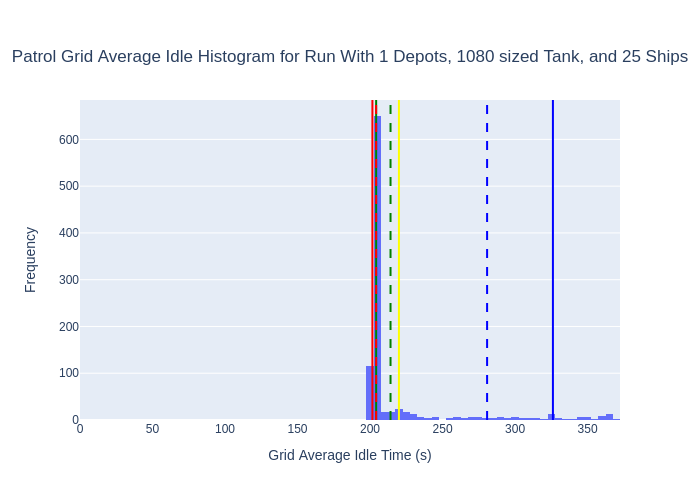 Patrol Grid Average Idle Histogram for Run With 1 Depots, 1080 sized Tank, and 25 Ships
600
500
400
300
200
100
0
Frequency
0 50 100 150 200 250 300 350
Grid Average Idle Time (s)